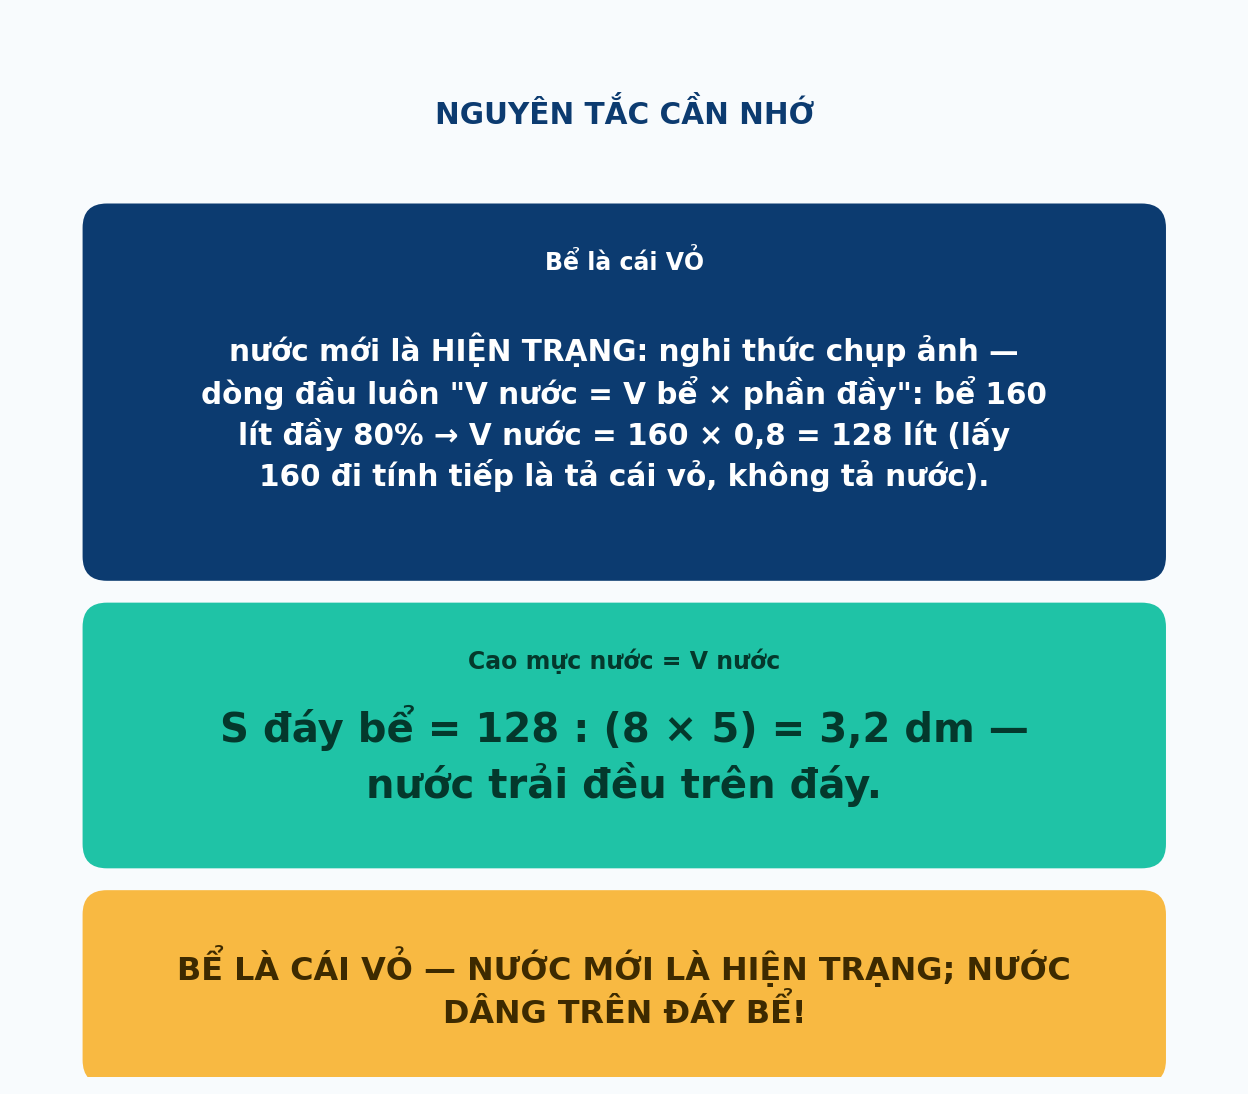 NGUYÊN TẮC CẦN NHỚ
Bể là cái VỎ
nước mới là HIỆN TRẠNG: nghi thức chụp ảnh —
dòng đầu luôn "V nước = V bể × phần đầy": bể 160
lít đầy 80% → V nước = 160 × 0,8 = 128 lít (lấy
160 đi tính tiếp là tả cái vỏ, không tả nước).
Cao mực nước = V nước
S đáy bể = 128 : (8 × 5) = 3,2 dm —
nước trải đều trên đáy.
BỂ LÀ CÁI VỎ — NƯỚC MỚI LÀ HIỆN TRẠNG; NƯỚC
DÂNG TRÊN ĐÁY BỂ!